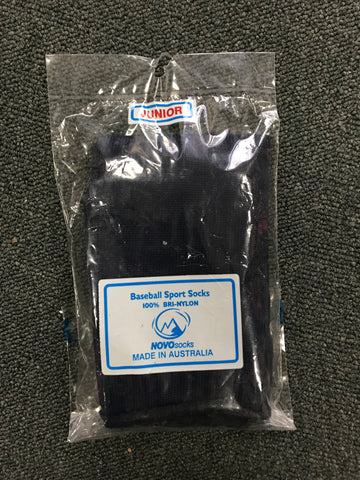 JUNIOR
Baseball Sport Socks
100% BRI-NYLON
NOVOsocks
MADE IN AUSTRALIA